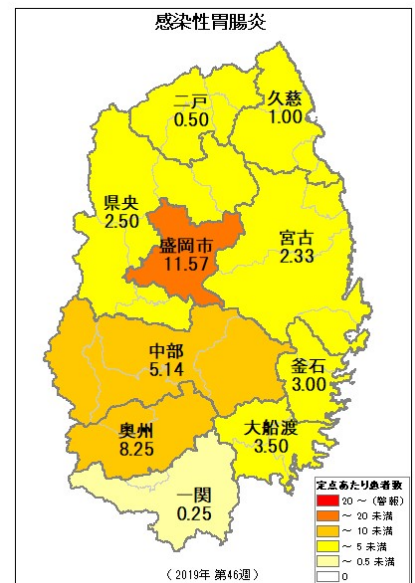 感染性胃腸炎
二戸
0.50
久慈
1.00
県央
2.50
盛岡市
11.57
宮古
2.33
中部
5.14
釜石
3.00
奥州
8.25
大船渡
3.50
一関
0.25
定点あたり患者数
20 ～ (警報)
～ 20 未満
～ 10 未満
～ 5 未満
～ 0.5 未満
0
（2019年 第46週）